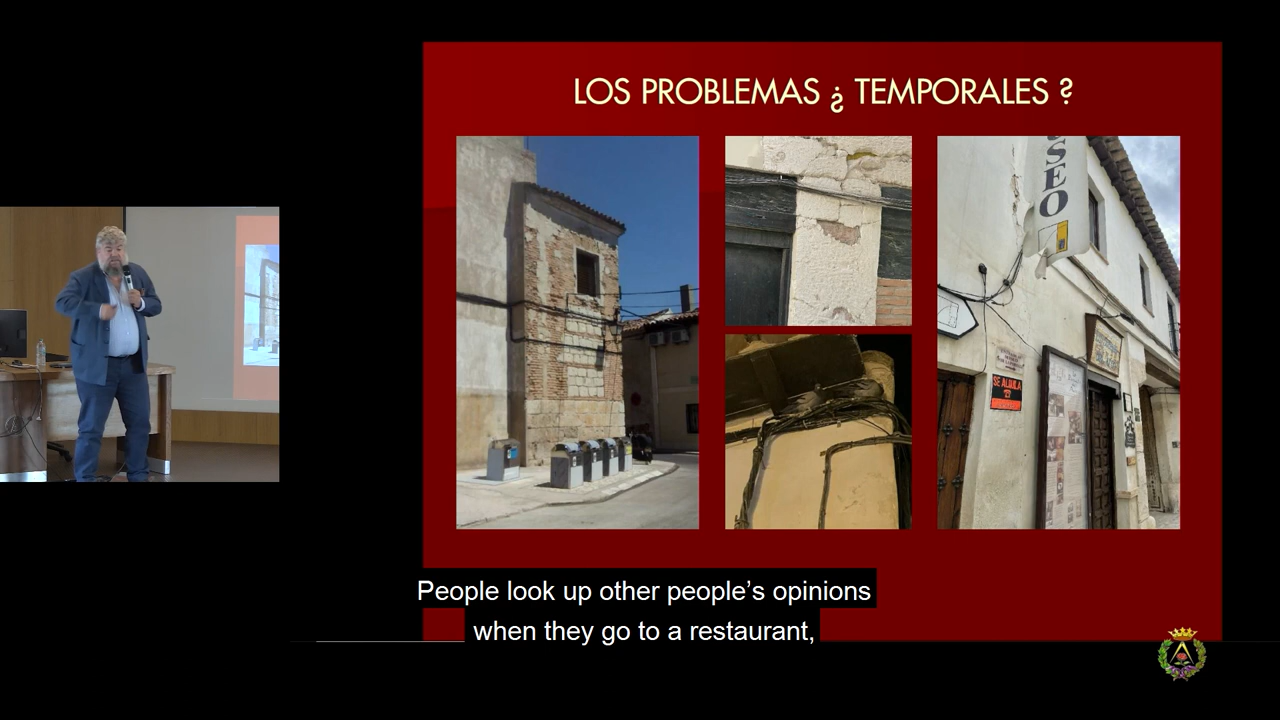 LOS PROBLEMAS ¿ TEMPORALES ?
SEO
SE ALQUILA
People look up other people's opinions
when they go to a restaurant,